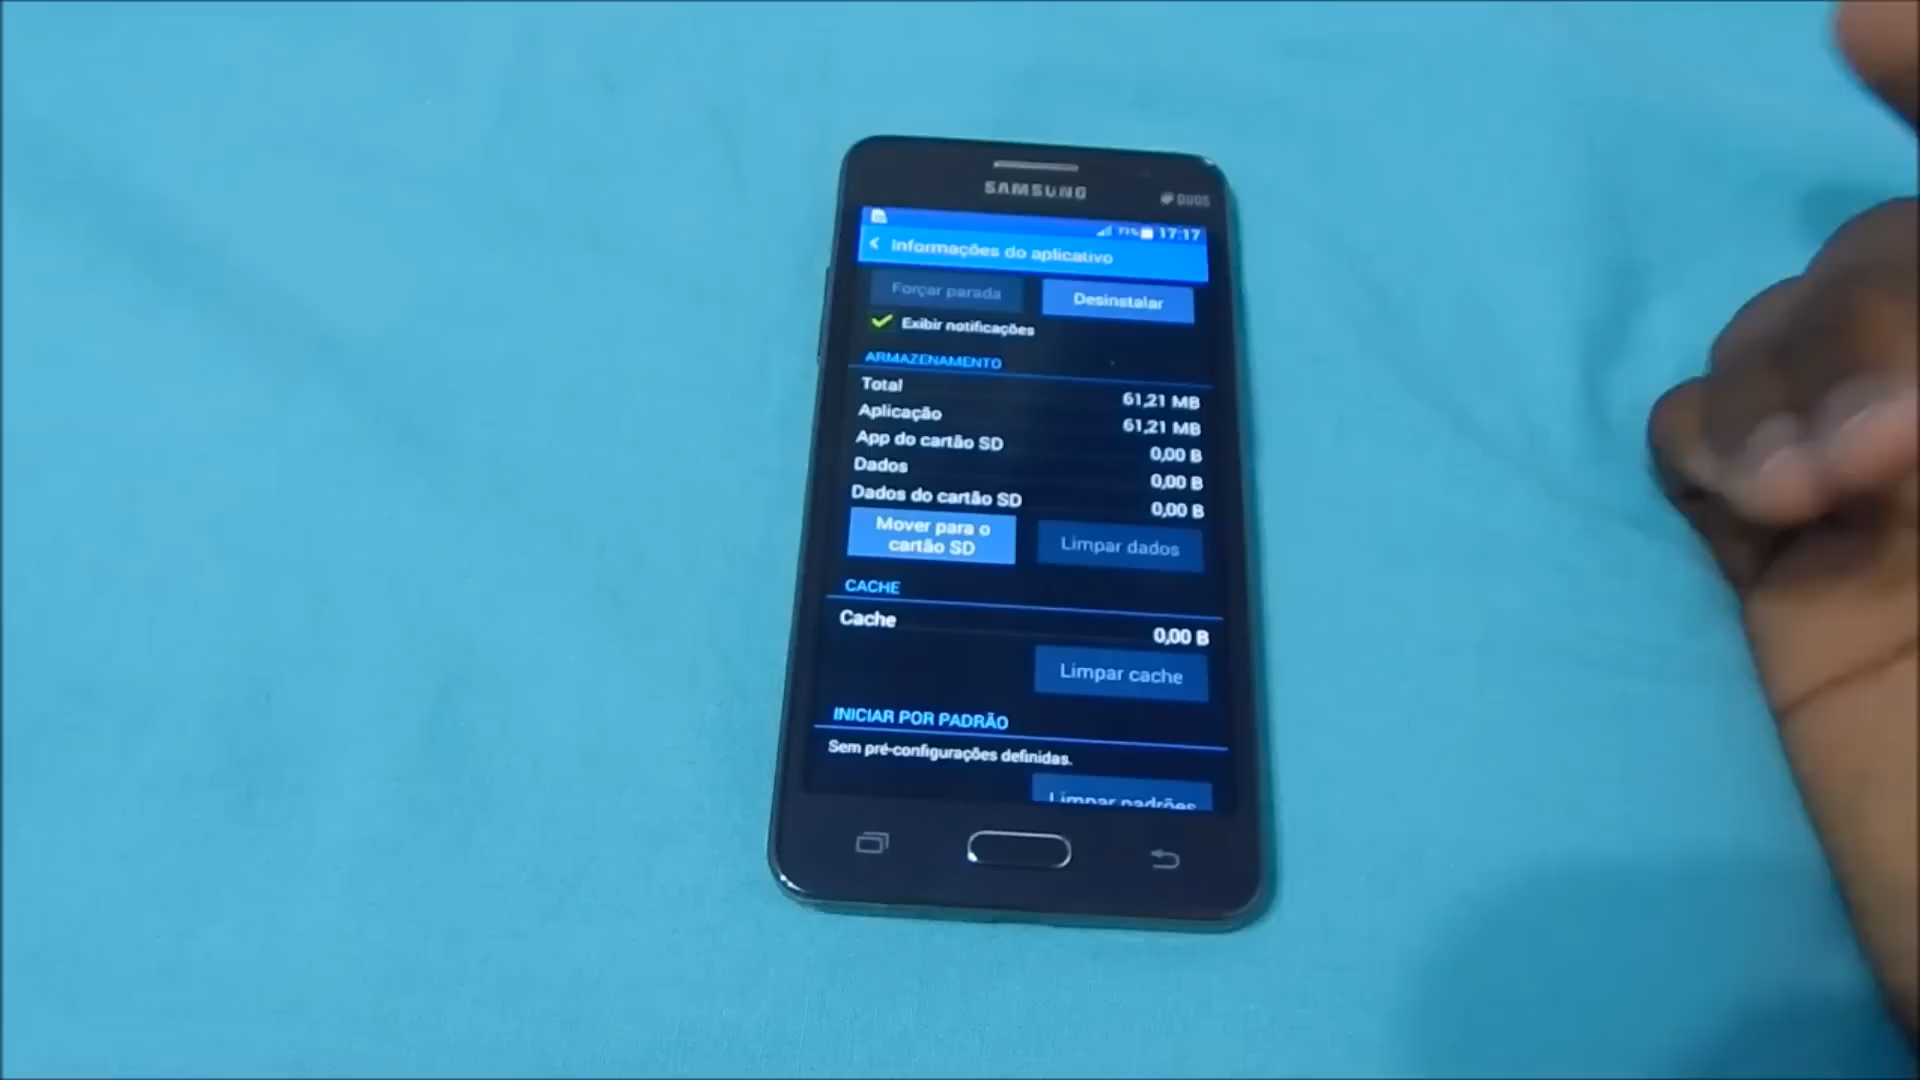 SAMSUNG
DUOS
17:17
Informações do aplicativo
Forçar parada
Desinstalar
Exibir notificações
ARMAZENAMENTO
Total 61,21 MB
Aplicação 61,21 MB
App do cartão SD 0,00 B
Dados 0,00 B
Dados do cartão SD 0,00 B
Mover para o
cartão SD
Limpar dados
CACHE
Cache 0,00 B
Limpar cache
INICIAR POR PADRÃO
Sem pré-configurações definidas.
Limpar padrões